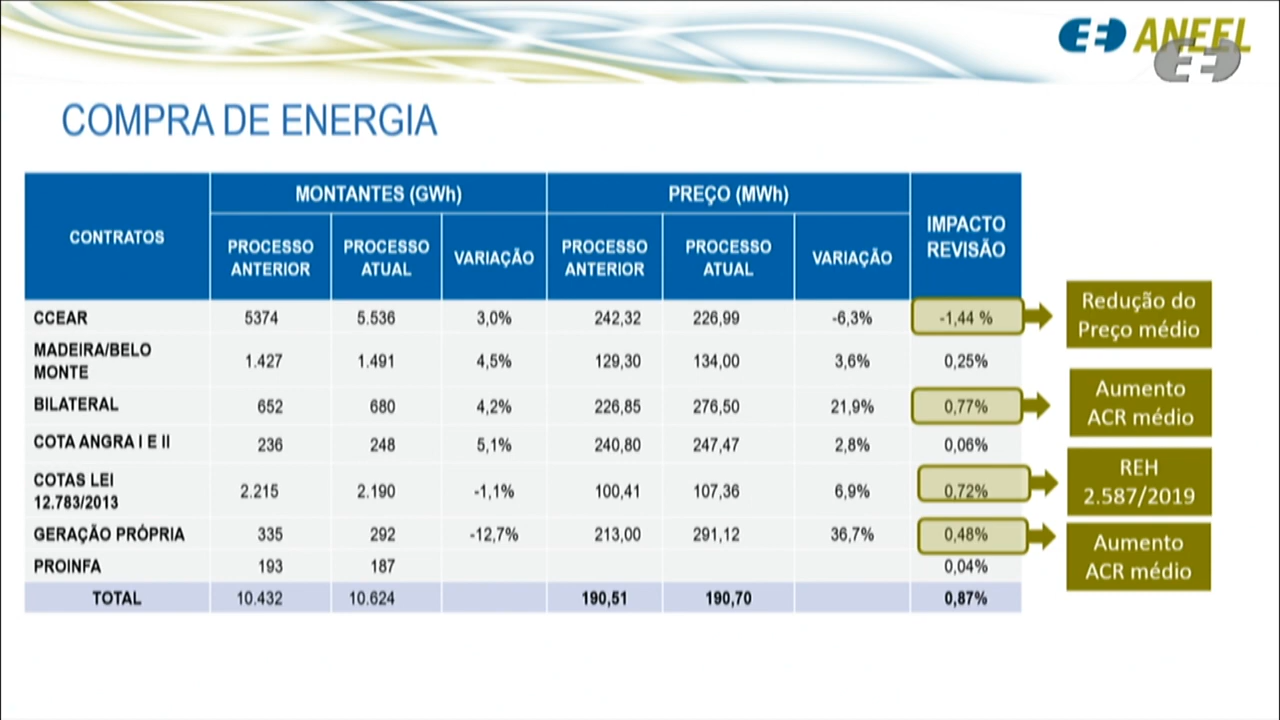 ANEEL
COMPRA DE ENERGIA
CONTRATOS
MONTANTES (GWh)
PREÇO (MWh)
IMPACTO
REVISÃO
PROCESSO
ANTERIOR
PROCESSO
ATUAL
VARIAÇÃO
PROCESSO
ANTERIOR
PROCESSO
ATUAL
VARIAÇÃO
CCEAR 5374 5.536 3,0% 242,32 226,99 -6,3% -1,44 %
Redução do
Preço médio
MADEIRA/BELO
MONTE
1.427 1.491 4,5% 129,30 134,00 3,6% 0,25%
BILATERAL 652 680 4,2% 226,85 276,50 21,9% 0,77%
Aumento
ACR médio
COTA ANGRA I E II 236 248 5,1% 240,80 247,47 2,8% 0,06%
COTAS LEI
12.783/2013
2.215 2.190 -1,1% 100,41 107,36 6,9% 0,72%
REH
2.587/2019
GERAÇÃO PRÓPRIA 335 292 -12,7% 213,00 291,12 36,7% 0,48%
Aumento
ACR médio
PROINFA 193 187 0,04%
TOTAL 10.432 10.624 190,51 190,70 0,87%